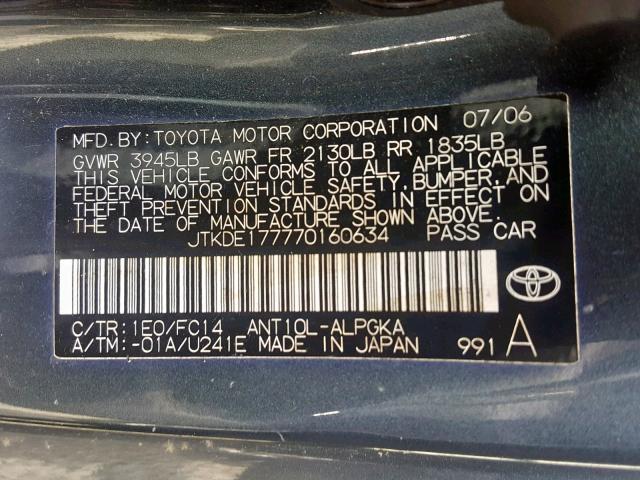 MFD. BY: TOYOTA MOTOR CORPORATION 07/06
GVWR 3945LB GAWR FR 2130LB RR 1835LB
THIS VEHICLE CONFORMS TO ALL APPLICABLE
FEDERAL MOTOR VEHICLE SAFETY, BUMPER, AND
THEFT PREVENTION STANDARDS IN EFFECT ON
THE DATE OF MANUFACTURE SHOWN ABOVE.
JTKDE177770160634 PASS CAR
C/TR: 1E0/FC14 ANT10L-ALPGKA
A/TM: -01A/U241E MADE IN JAPAN 991 A